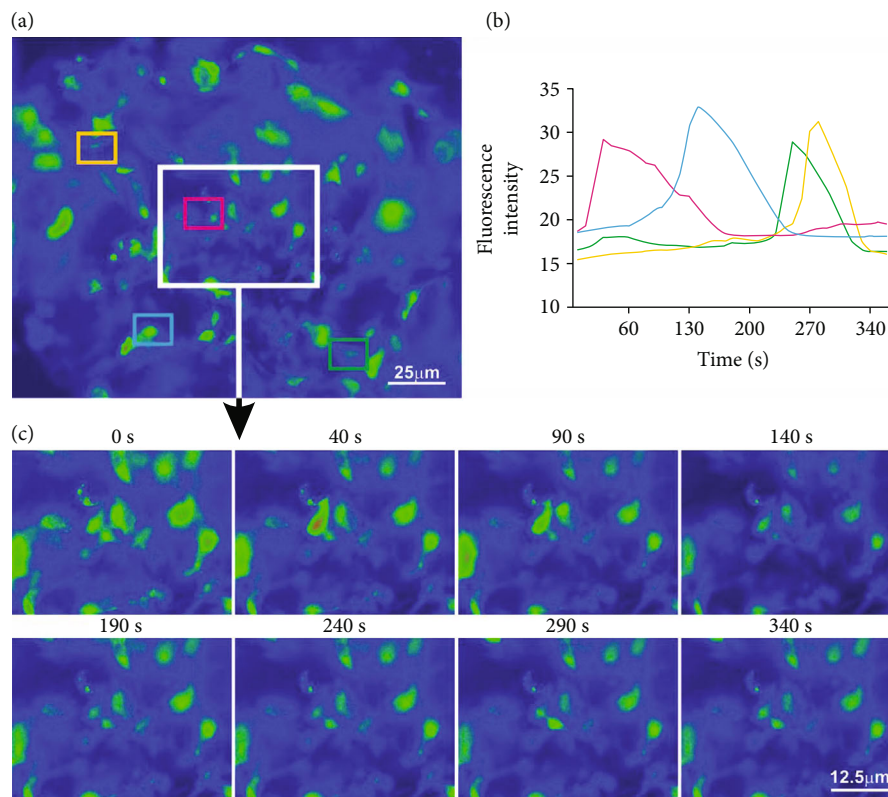 (a)
25μm
(b)
Fluorescence
intensity
35
30
25
20
15
10
60 130 200 270 340
Time (s)
(c)
0 s 40 s 90 s 140 s
190 s 240 s 290 s 340 s
12.5μm